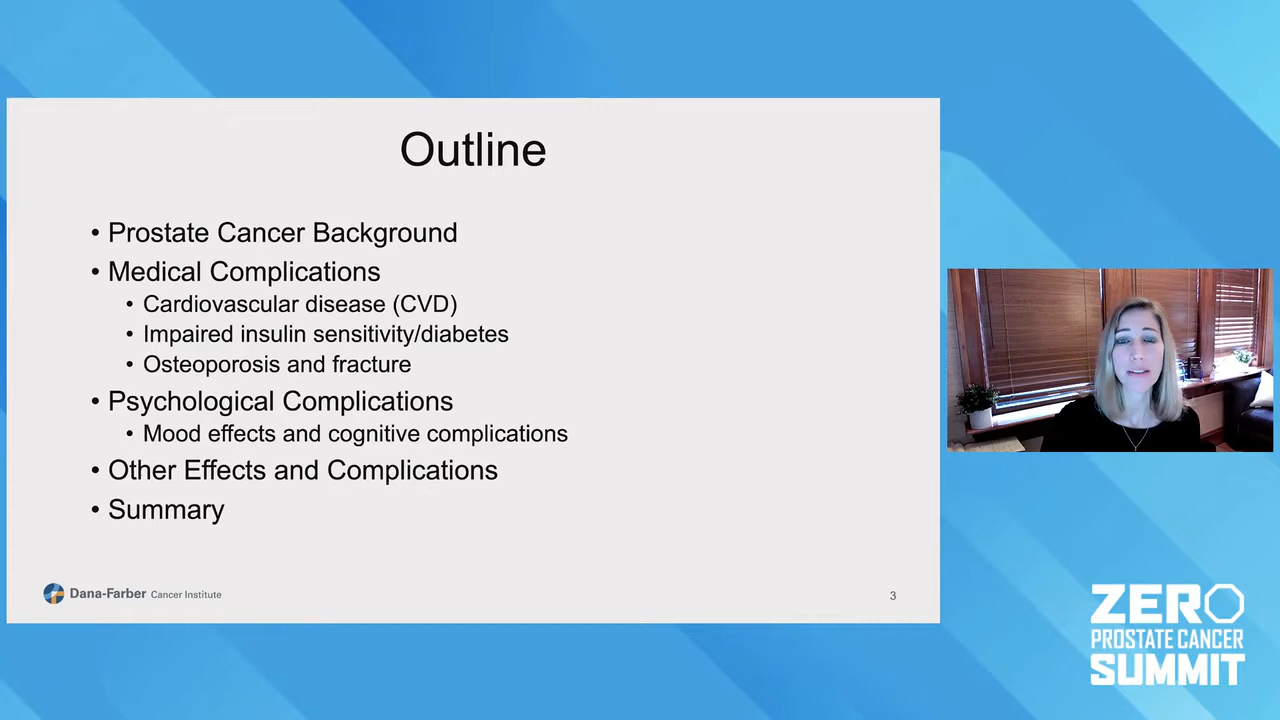 Outline
• Prostate Cancer Background
• Medical Complications
• Cardiovascular disease (CVD)
• Impaired insulin sensitivity/diabetes
• Osteoporosis and fracture
• Psychological Complications
• Mood effects and cognitive complications
• Other Effects and Complications
• Summary
Dana-Farber Cancer Institute
3
ZERO
PROSTATE CANCER
SUMMIT